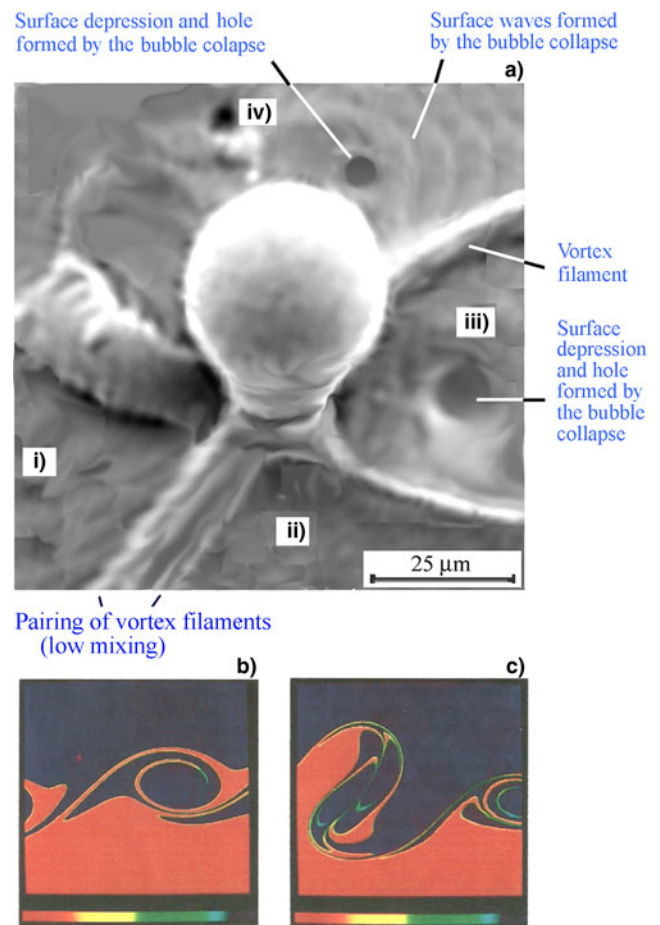 Surface depression and hole
formed by the bubble colapse
Surface waves formed
by the bubble collapse
a)
iv)
Vortex
filament
iii)
Surface
depression
and hole
formed by
the bubble
collapse
i)
ii)
25 µm
Pairing of vortex filaments
(low mixing)
b)
c)